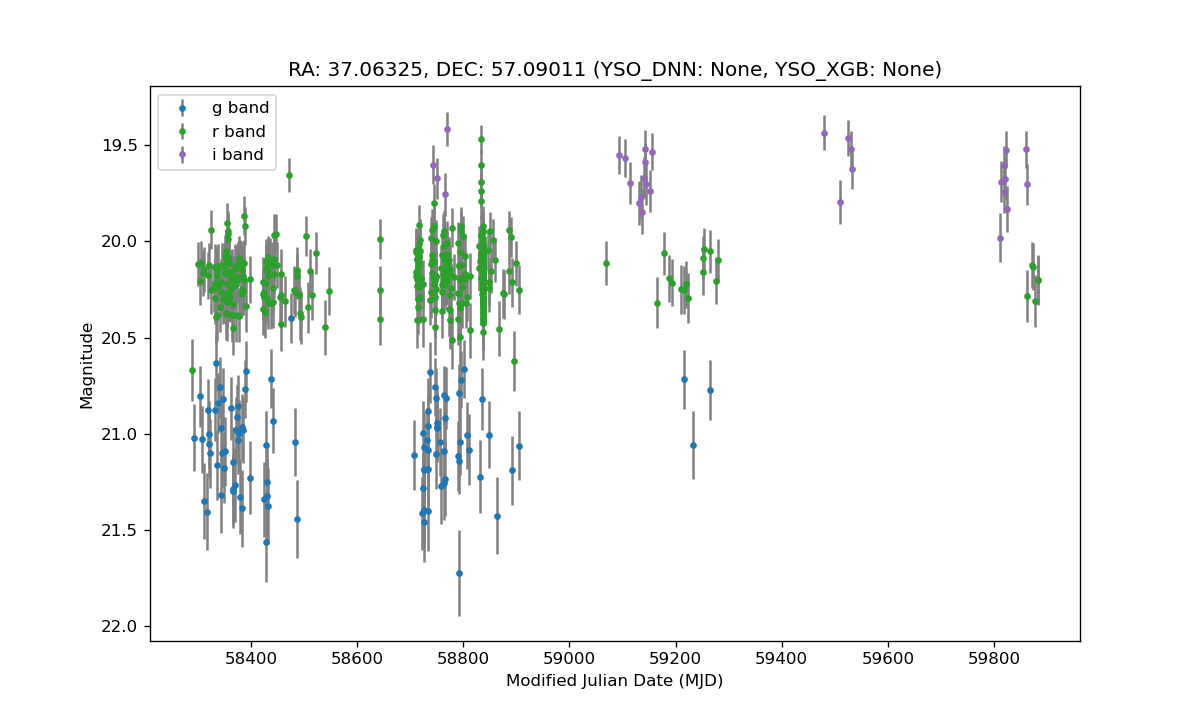 RA: 37.06325, DEC: 57.09011 (YSO_DNN: None, YSO_XGB: None)
g band
r band
i band
19.5
20.0
20.5
21.0
21.5
22.0
Magnitude
58400 58600 58800 59000 59200 59400 59600 59800
Modified Julian Date (MJD)